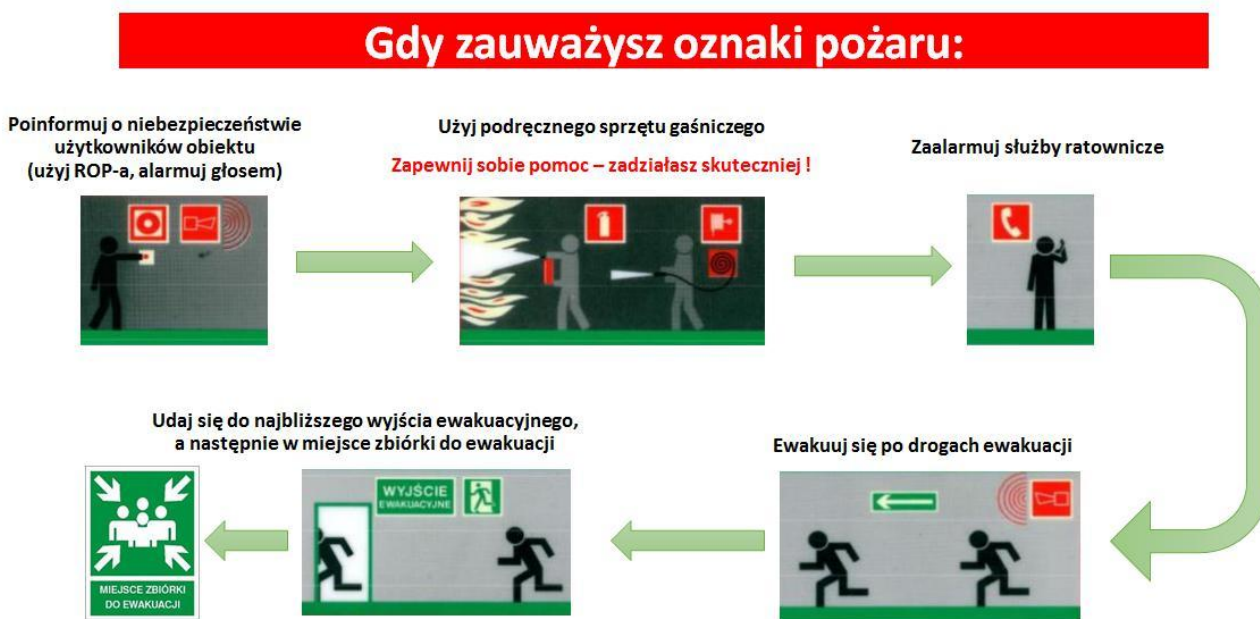 Gdy zauważysz oznaki pożaru:
Poinformuj o niebezpieczeństwie
użytkowników obiektu
(użyj ROP-a, alarmuj głosem)
Użyj podręcznego sprzętu gaśniczego
Zapewnij sobie pomoc – zadziałasz skuteczniej !
Zaalarmuj służby ratownicze
Ewakuuj się po drogach ewakuacji
Udaj się do najbliższego wyjścia ewakuacyjnego,
a następnie w miejsce zbiórki do ewakuacji
WYJŚCIE
EWAKUACYJNE
MIEJSCE ZBIÓRKI
DO EWAKUACJI